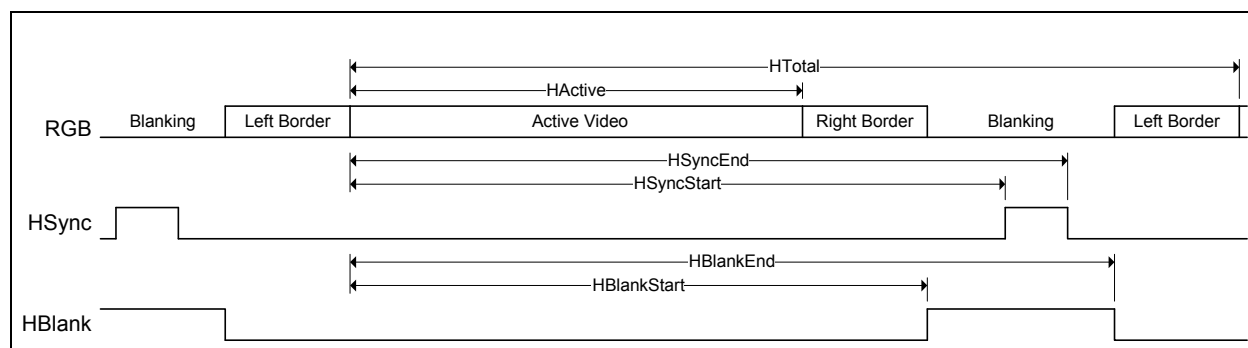 HTotal
HActive
RGB Blanking Left Border Active Video Right Border Blanking Left Border
HSyncEnd
HSyncStart
HSync
HBlankEnd
HBlankStart
HBlank